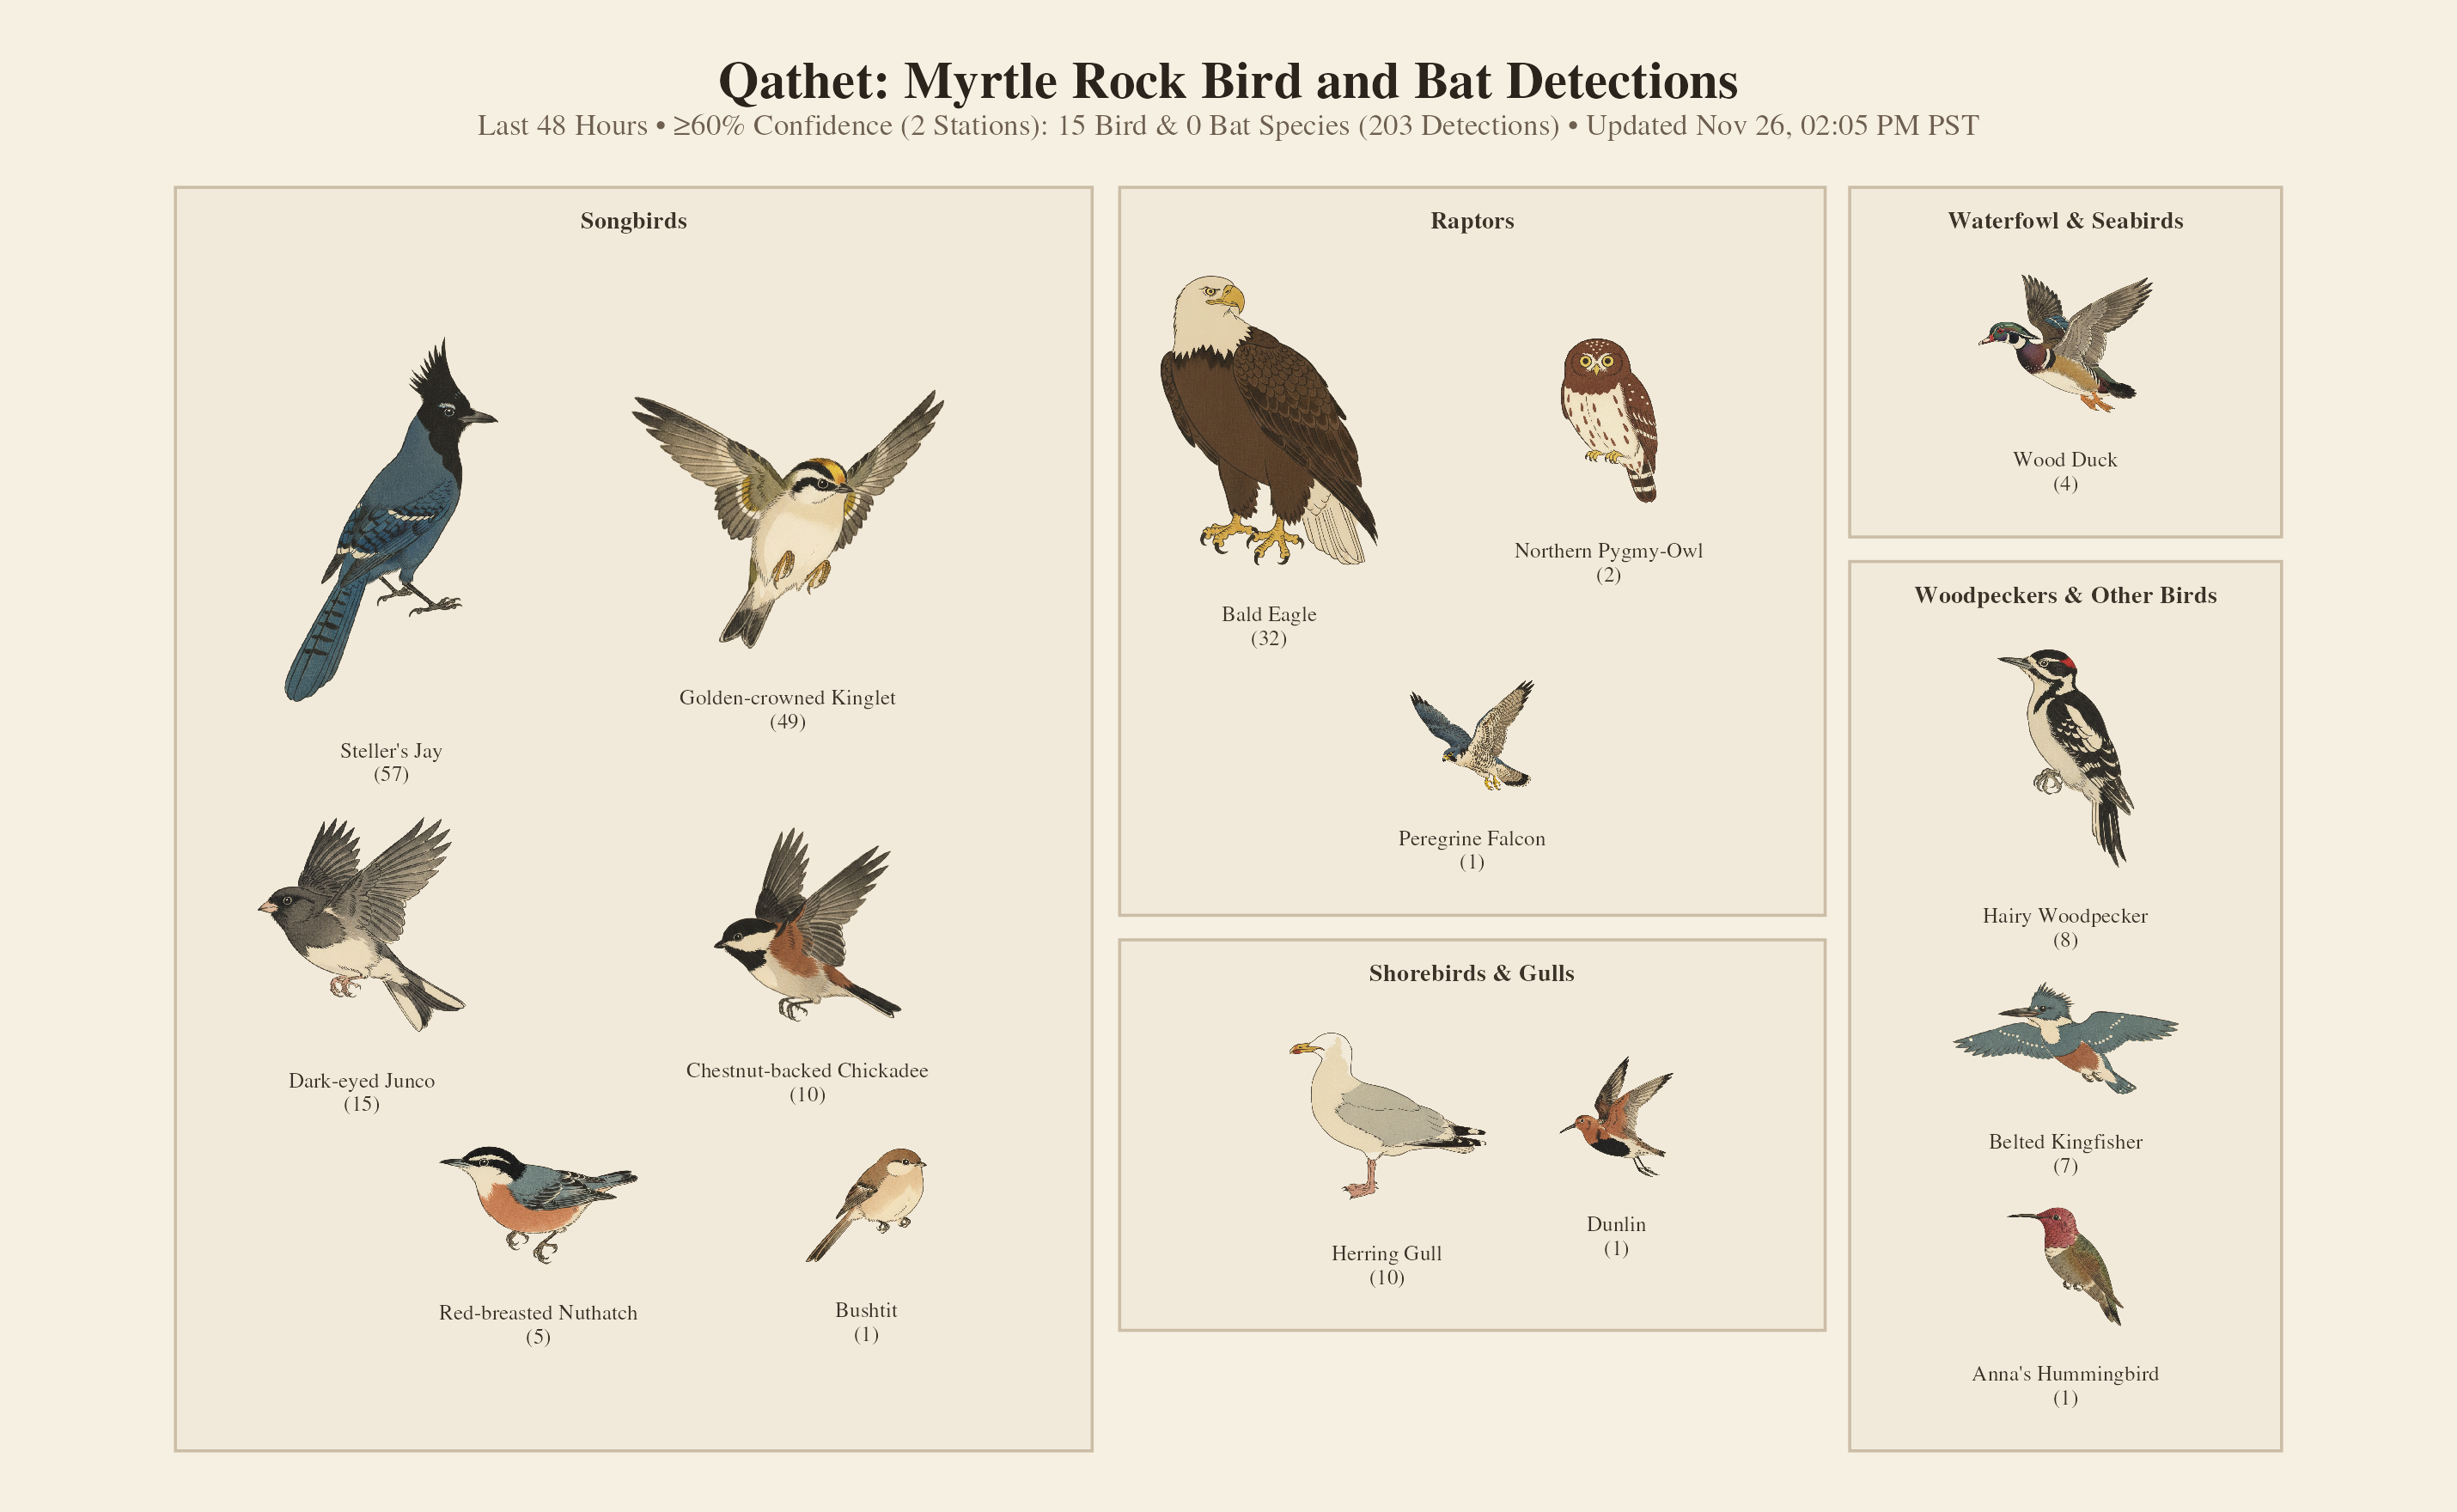 Qathet: Myrtle Rock Bird and Bat Detections
Last 48 Hours • ≥60% Confidence (2 Stations): 15 Bird & 0 Bat Species (203 Detections) • Updated Nov 26, 02:05 PM PST
Songbirds
Steller's Jay
(57)
Golden-crowned Kinglet
(49)
Dark-eyed Junco
(15)
Chestnut-backed Chickadee
(10)
Red-breasted Nuthatch
(5)
Bushtit
(1)
Raptors
Bald Eagle
(32)
Northern Pygmy-Owl
(2)
Peregrine Falcon
(1)
Shorebirds & Gulls
Herring Gull
(10)
Dunlin
(1)
Waterfowl & Seabirds
Wood Duck
(4)
Woodpeckers & Other Birds
Hairy Woodpecker
(8)
Belted Kingfisher
(7)
Anna's Hummingbird
(1)